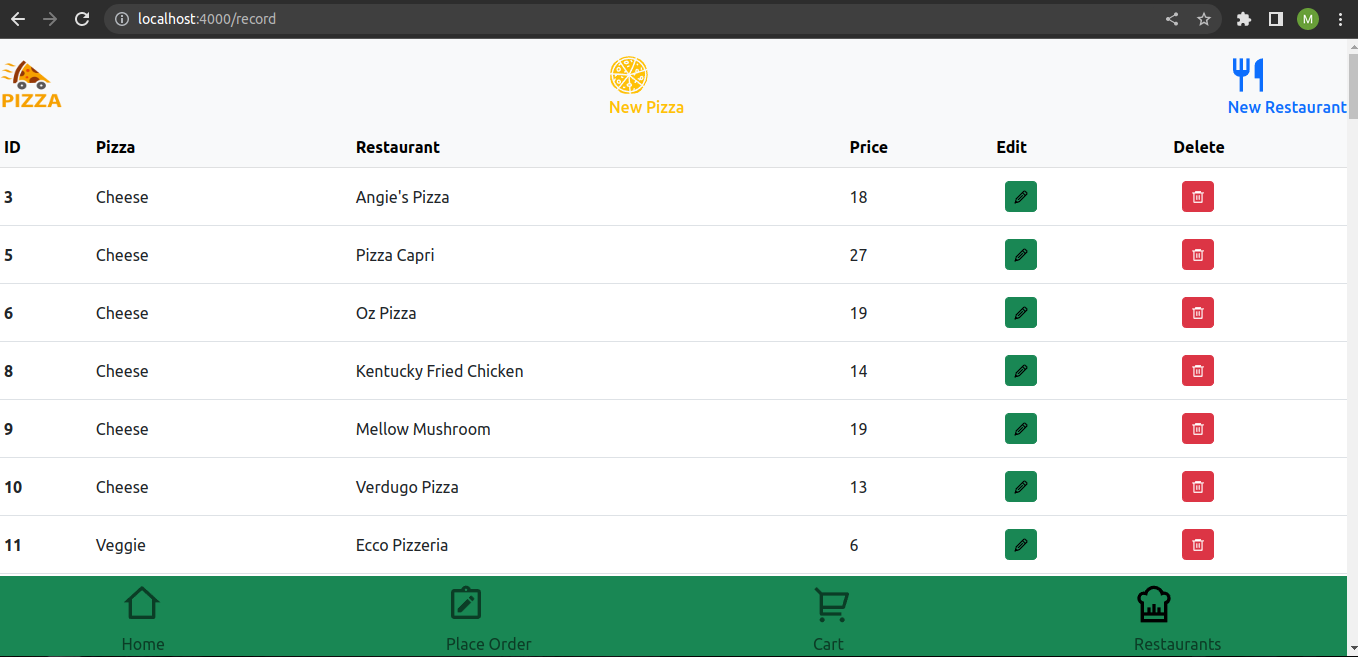 localhost:4000/record
M
PIZZA
New Pizza
New Restaurant
ID Pizza Restaurant Price Edit Delete
3 Cheese Angie's Pizza 18
5 Cheese Pizza Capri 27
6 Cheese Oz Pizza 19
8 Cheese Kentucky Fried Chicken 14
9 Cheese Mellow Mushroom 19
10 Cheese Verdugo Pizza 13
11 Veggie Ecco Pizzeria 6
Home Place Order Cart Restaurants